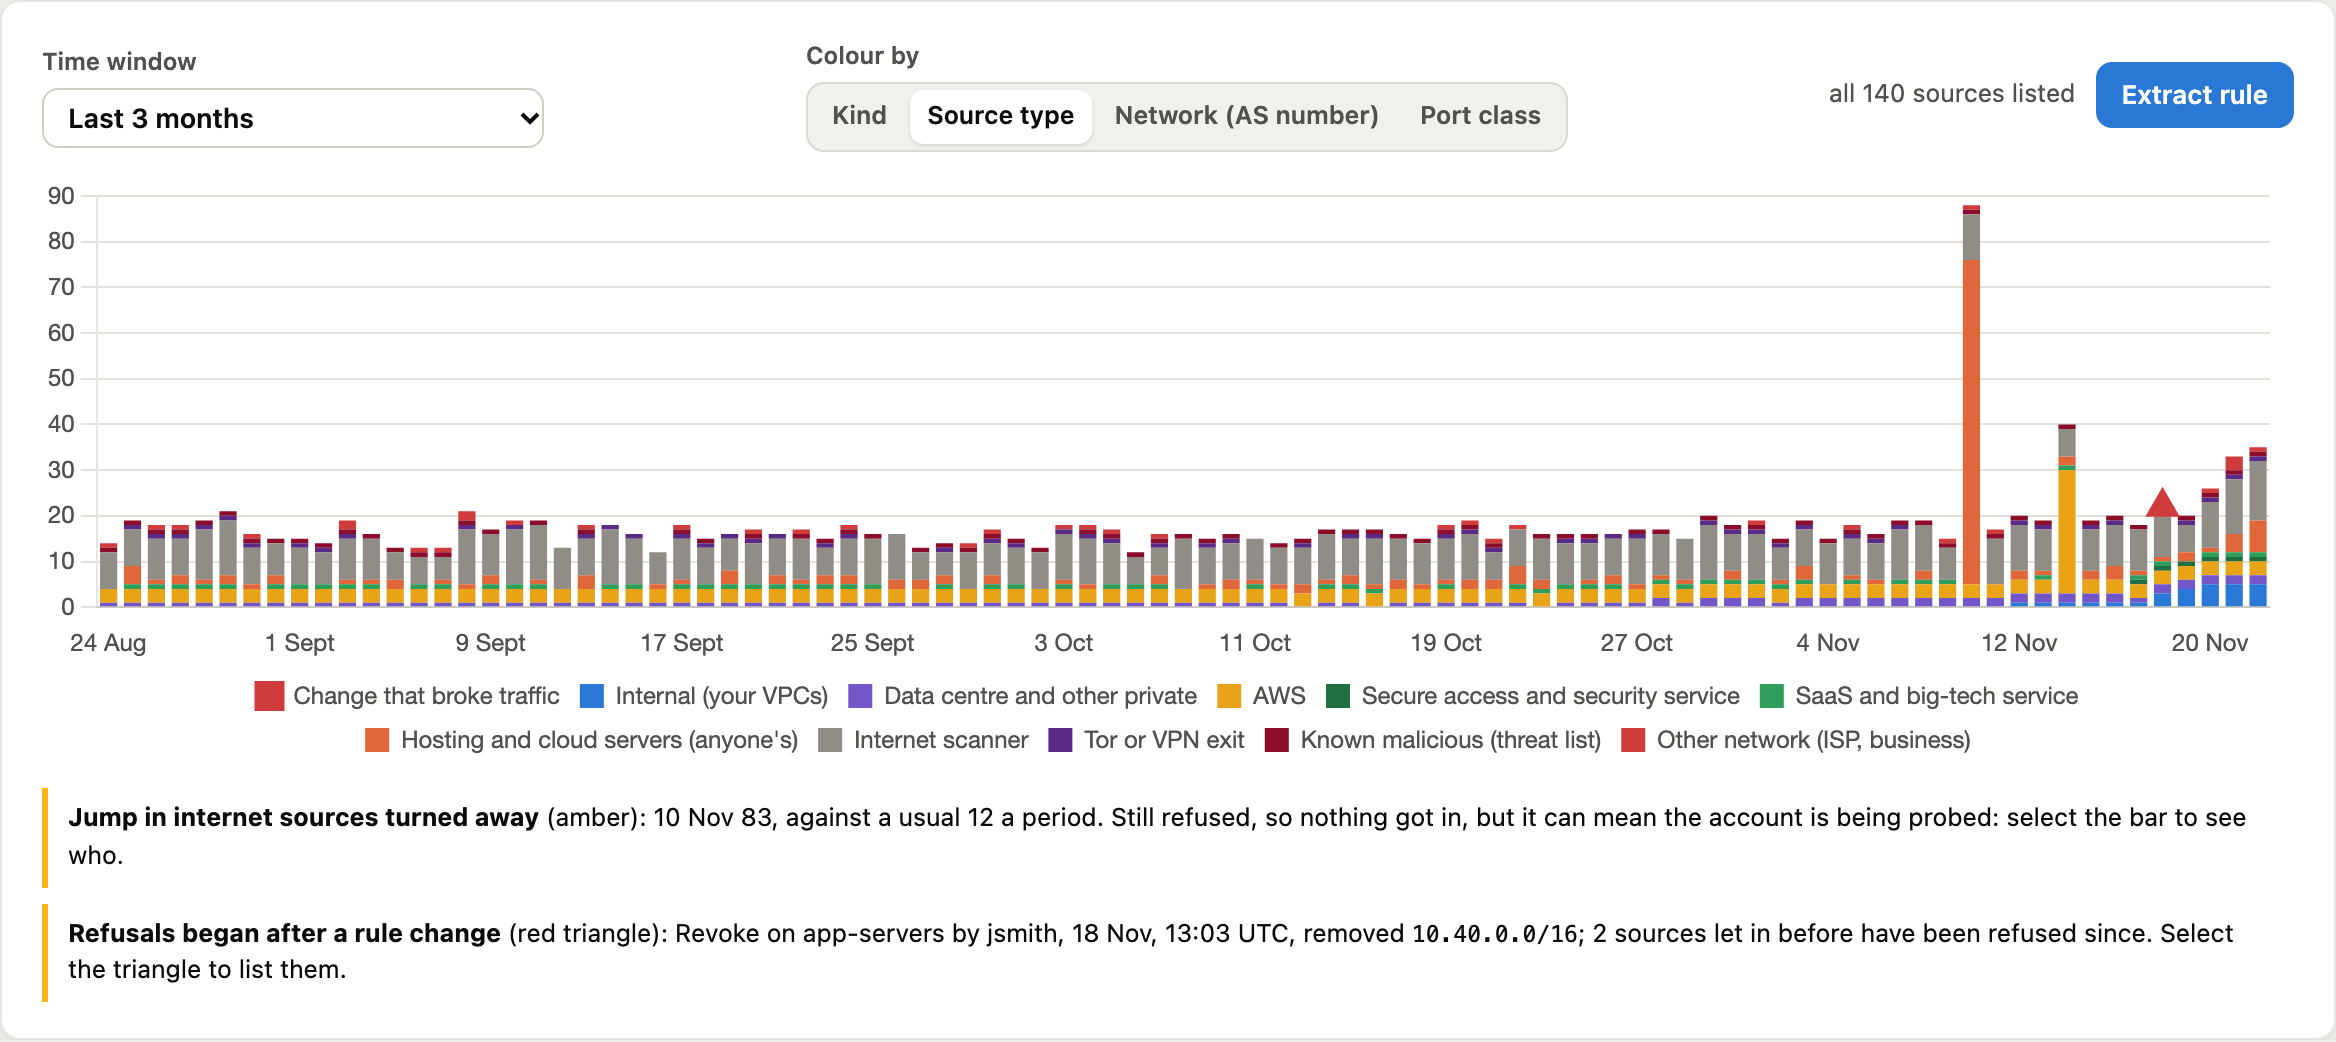 Time window
Colour by
Last 3 months
Kind
Source type
Network (AS number)
Port class
all 140 sources listed
Extract rule
90
80
70
60
50
40
30
20
10
0
24 Aug
1 Sept
9 Sept
17 Sept
25 Sept
3 Oct
11 Oct
19 Oct
27 Oct
4 Nov
12 Nov
20 Nov
Change that broke traffic
Internal (your VPCs)
Data centre and other private
AWS
Secure access and security service
SaaS and big-tech service
Hosting and cloud servers (anyone's)
Internet scanner
Tor or VPN exit
Known malicious (threat list)
Other network (ISP, business)
Jump in internet sources turned away (amber): 10 Nov 83, against a usual 12 a period. Still refused, so nothing got in, but it can mean the account is being probed: select the bar to see
who.
Refusals began after a rule change (red triangle): Revoke on app-servers by jsmith, 18 Nov, 13:03 UTC, removed 10.40.0.0/16; 2 sources let in before have been refused since. Select
the triangle to list them.